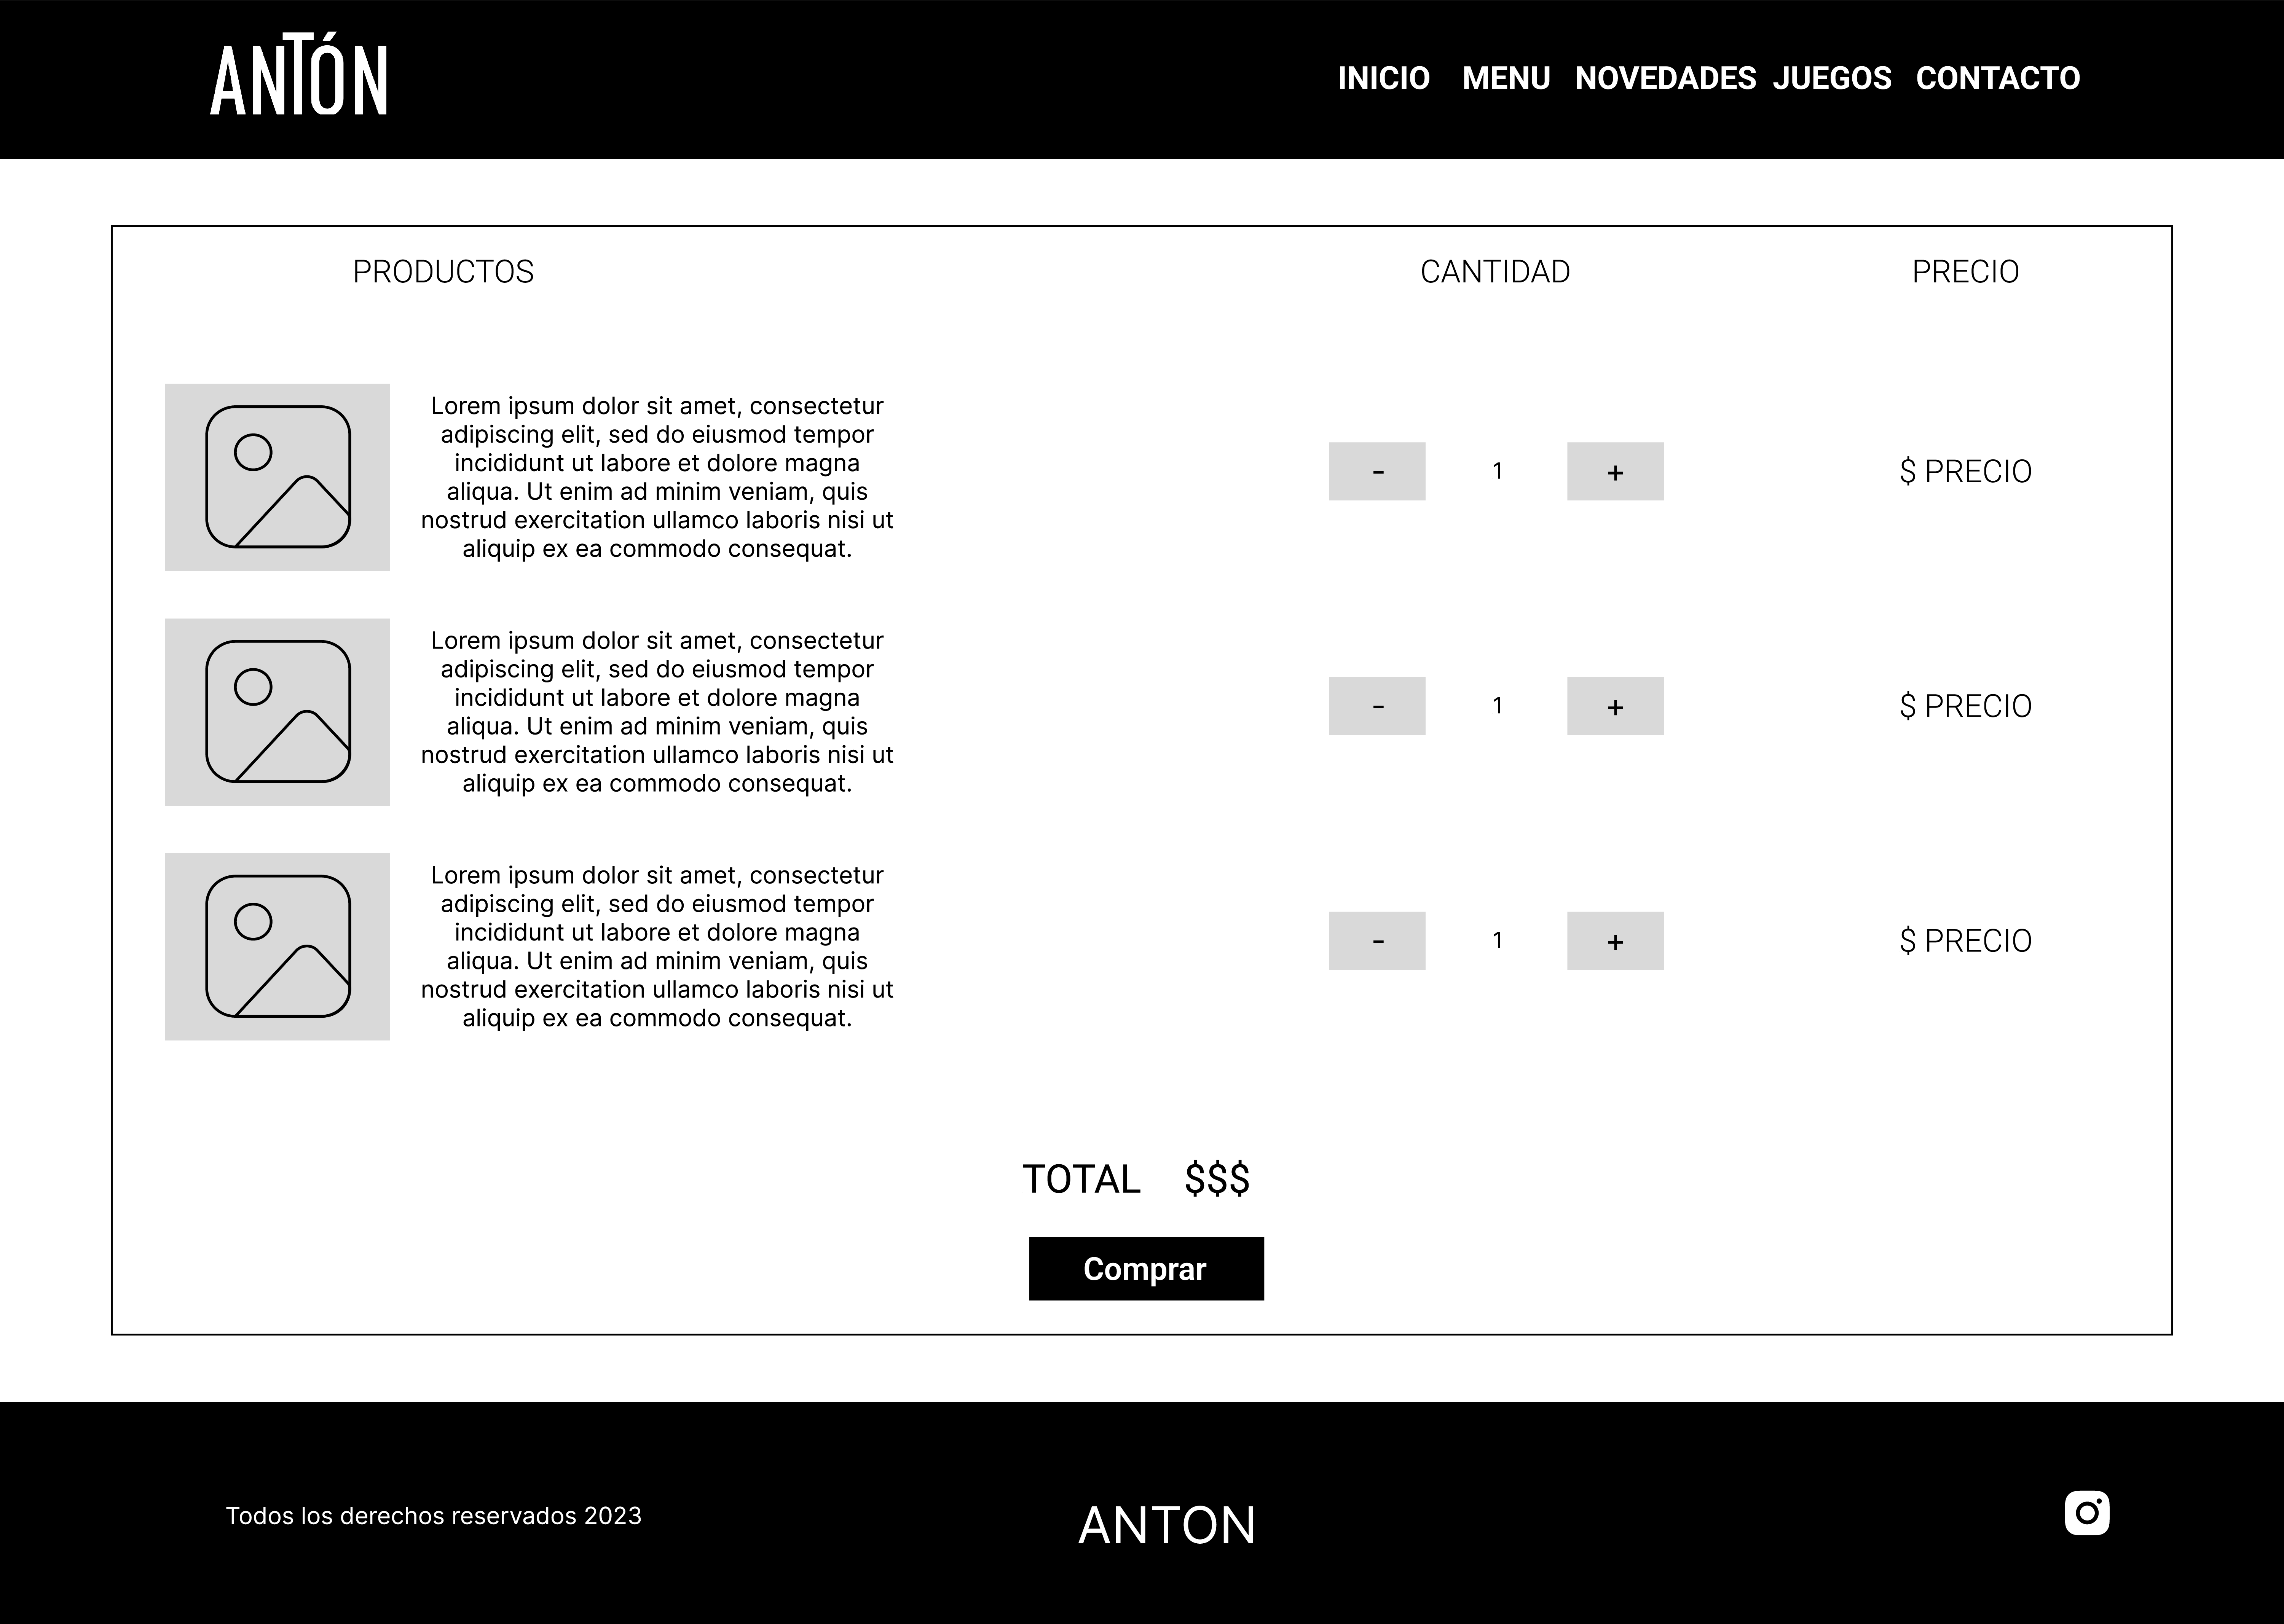 ANTÓN
INICIO MENU NOVEDADES JUEGOS CONTACTO
PRODUCTOS CANTIDAD PRECIO
Lorem ipsum dolor sit amet, consectetur
adipiscing elit, sed do eiusmod tempor
incididunt ut labore et dolore magna
aliqua. Ut enim ad minim veniam, quis
nostrud exercitation ullamco laboris nisi ut
aliquip ex ea commodo consequat.
- 1 +
$ PRECIO
Lorem ipsum dolor sit amet, consectetur
adipiscing elit, sed do eiusmod tempor
incididunt ut labore et dolore magna
aliqua. Ut enim ad minim veniam, quis
nostrud exercitation ullamco laboris nisi ut
aliquip ex ea commodo consequat.
- 1 +
$ PRECIO
Lorem ipsum dolor sit amet, consectetur
adipiscing elit, sed do eiusmod tempor
incididunt ut labore et dolore magna
aliqua. Ut enim ad minim veniam, quis
nostrud exercitation ullamco laboris nisi ut
aliquip ex ea commodo consequat.
- 1 +
$ PRECIO
TOTAL $$$
Comprar
Todos los derechos reservados 2023
ANTON